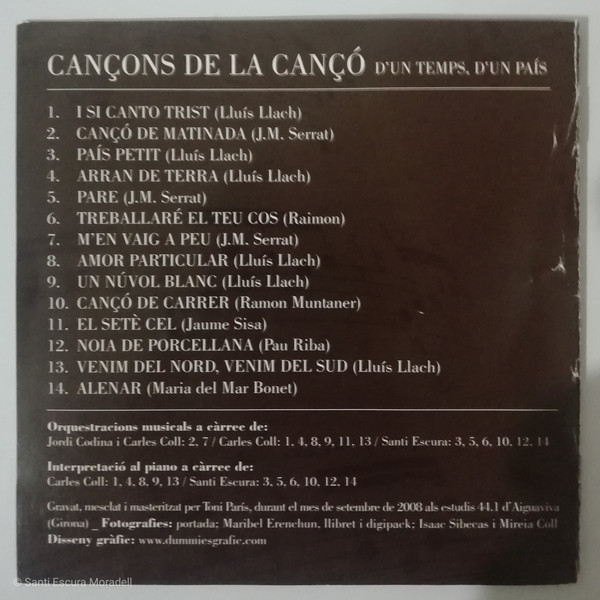 CANÇONS DE LA CANÇÓ D'UN TEMPS, D'UN PAÍS
1. I SI CANTO TRIST (Lluís Llach)
2. CANÇÓ DE MATINADA (J.M. Serrat)
3. PAÍS PETIT (Lluís Llach)
4. ARRAN DE TERRA (Lluís Llach)
5. PARE (J.M. Serrat)
6. TREBALLARÉ EL TEU COS (Raimon)
7. M'EN VAIG A PEU (J.M. Serrat)
8. AMOR PARTICULAR (Lluís Llach)
9. UN NÚVOL BLANC (Lluís Llach)
10. CANÇÓ DE CARRER (Ramon Muntaner)
11. EL SETÈ CEL (Jaume Sisa)
12. NOIA DE PORCELLANA (Pau Riba)
13. VENIM DEL NORD, VENIM DEL SUD (Lluís Llach)
14. ALENAR (Maria del Mar Bonet)
Orquestracions musicals a càrrec de:
Jordi Codina i Carles Coll: 2, 7 / Carles Coll: 1, 4, 8, 9, 11, 13 / Santi Escura: 3, 5, 6, 10, 12, 14
Interpretació al piano a càrrec de:
Carles Coll: 1, 4, 8, 9, 13 / Santi Escura: 3, 5, 6, 10, 12, 14
Gravat, mesclat i masteritzat per Toni París, durant el mes de setembre de 2008 als estudis 44.1 d'Aiguaviva
(Girona) _ Fotografies: portada; Maribel Erenchun, llibret i digipack; Isaac Sibecas i Mireia Coll
Disseny gràfic: www.dummiesgrafic.com
© Santi Escura Moradell